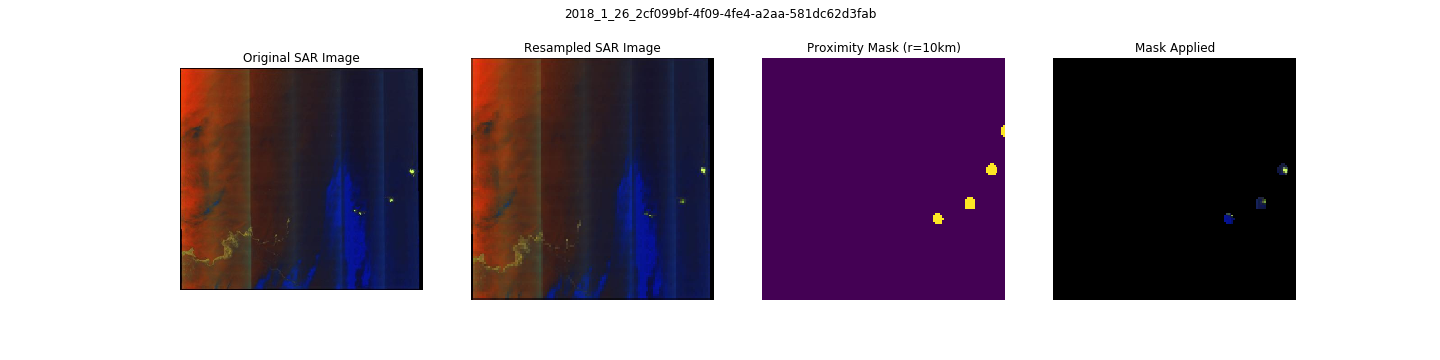 2018_1_26_2cf099bf-4f09-4fe4-a2aa-581dc62d3fab
Original SAR Image
Resampled SAR Image
Proximity Mask (r=10km)
Mask Applied